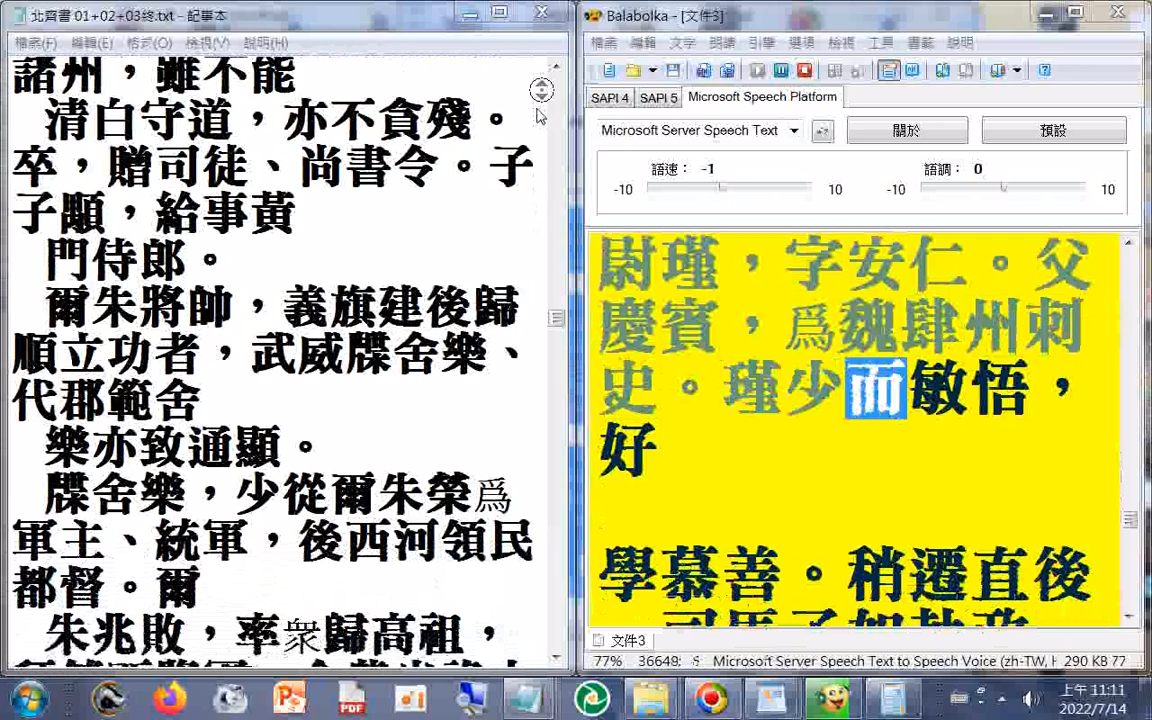 北齊書 01+02+03终.txt - 記事本
檔案(F) 編輯(E) 格式(O) 檢視(V) 說明(H)
諸州，雖不能
清白守道，亦不貪殘。
卒，贈司徒、尚書令。子
子顒，給事黃
門侍郎。
爾朱將帥，義旗建後歸
順立功者，武威牒舍樂、
代郡範舍
樂亦致通顯。
牒舍樂，少從爾朱榮爲
軍主、統軍，後西河領民
都督。爾
朱兆敗，率衆歸高祖，
Balabolka - [文件3]
檔案 編輯 文字 朗讀 引擎 選項 檢視 工具 書籤 說明
SAPI 4 SAPI 5 Microsoft Speech Platform
Microsoft Server Speech Text 關於 預設
語速： -1 語調： 0
-10 10 -10 10
尉瑾，字安仁。父
慶賓，爲魏肆州刺
史。瑾少而敏悟，
好
學慕善。稍遷直後
，司馬子如執政
文件3
77% 36648: Microsoft Server Speech Text to Speech Voice (zh-TW, H 290 KB 77
PDF
上午 11:11
2022/7/14